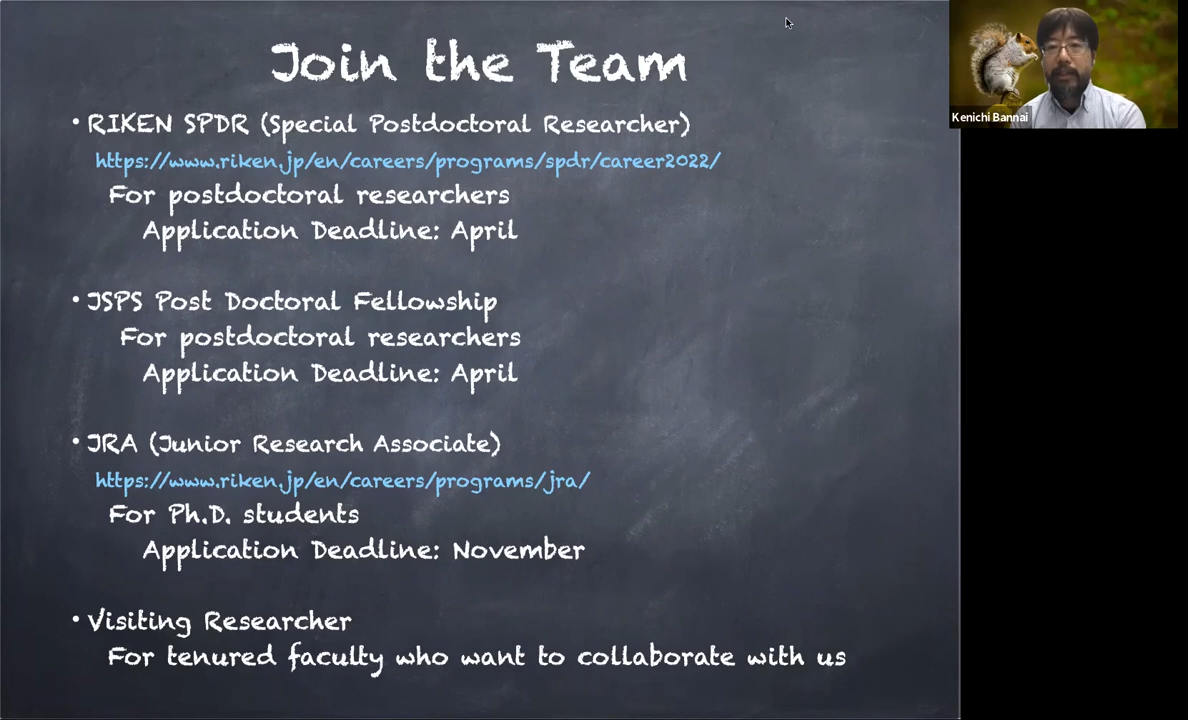 Join the Team
• RIKEN SPDR (Special Postdoctoral Researcher)
https://www.riken.jp/en/careers/programs/spdr/career2022/
For postdoctoral researchers
Application Deadline: April
• JSPS Post Doctoral Fellowship
For postdoctoral researchers
Application Deadline: April
• JRA (Junior Research Associate)
https://www.riken.jp/en/careers/programs/jra/
For Ph.D. students
Application Deadline: November
• Visiting Researcher
For tenured faculty who want to collaborate with us
Kenichi Bannai